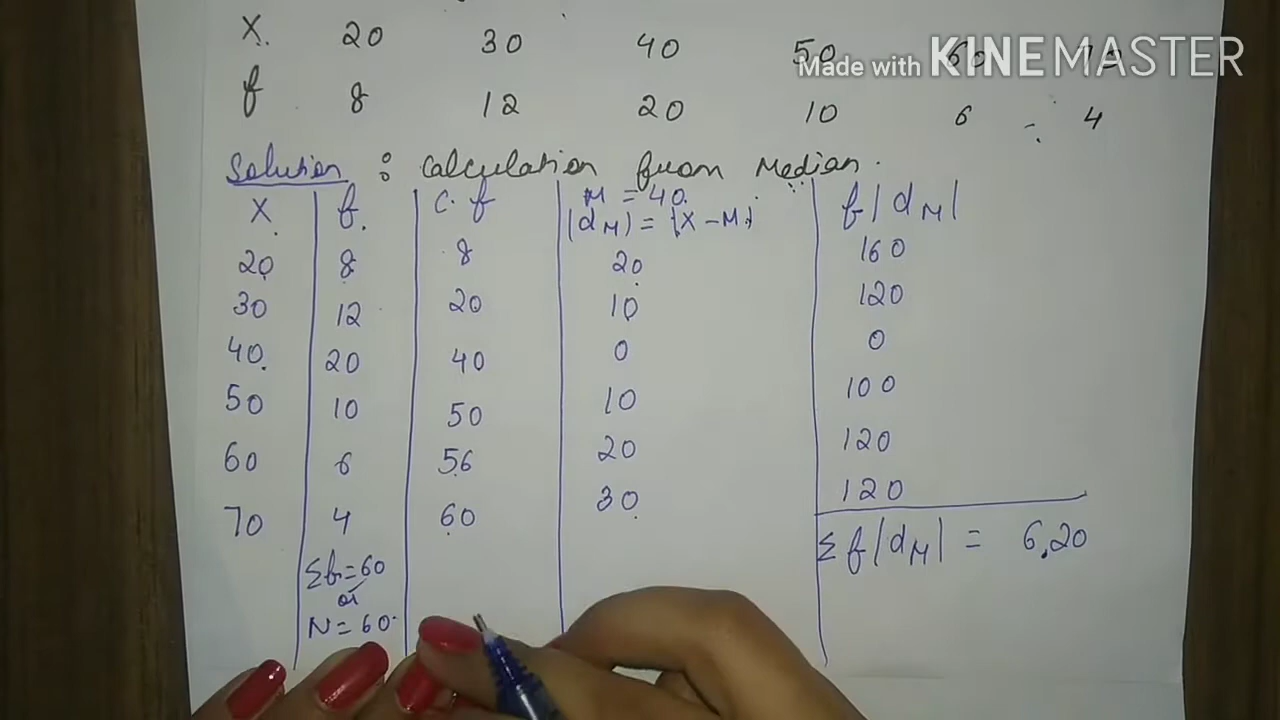 X. 20 30 40 50 60 70
Made with KINEMASTER
f 8 12 20 10 6 4
Solution : Calculation from Median.
X f. C.f M = 40. |dM| = |X-M| f|dM|
20 8 8 20 160
30 12 20 10 120
40 20 40 0 0
50 10 50 10 100
60 6 56 20 120
70 4 60 30 120
Σf = 60 Σf|dM| = 6.20
or
N = 60